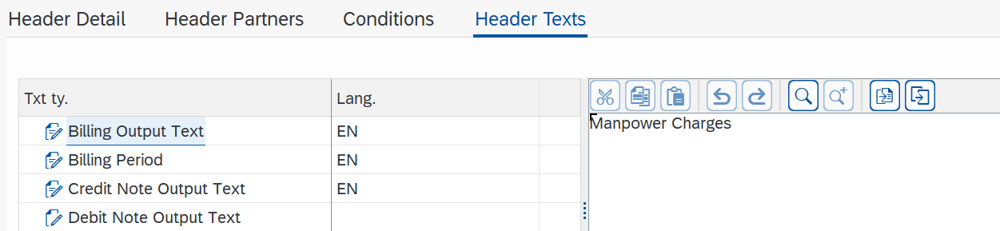 Header Detail Header Partners Conditions Header Texts
Txt ty. Lang.
Billing Output Text EN
Billing Period EN
Credit Note Output Text EN
Debit Note Output Text
Manpower Charges